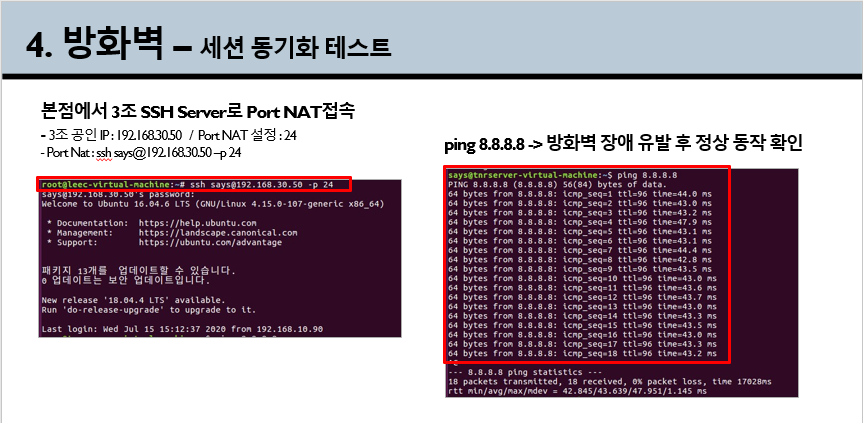 4. 방화벽 – 세션 동기화 테스트
본점에서 3조 SSH Server로 Port NAT접속
- 3조 공인 IP : 192.168.30.50 / Port NAT 설정 : 24
- Port Nat : ssh says@192.168.30.50 –p 24
root@leec-virtual-machine:~# ssh says@192.168.30.50 -p 24
says@192.168.30.50's password:
Welcome to Ubuntu 16.04.6 LTS (GNU/Linux 4.15.0-107-generic x86_64)
* Documentation: https://help.ubuntu.com
* Management: https://landscape.canonical.com
* Support: https://ubuntu.com/advantage
패키지 13개를 업데이트할 수 있습니다.
0 업데이트는 보안 업데이트입니다.
New release '18.04.4 LTS' available.
Run 'do-release-upgrade' to upgrade to it.
Last login: Wed Jul 15 15:12:37 2020 from 192.168.10.90
ping 8.8.8.8 -> 방화벽 장애 유발 후 정상 동작 확인
says@tnrserver-virtual-machine:~$ ping 8.8.8.8
PING 8.8.8.8 (8.8.8.8) 56(84) bytes of data.
64 bytes from 8.8.8.8: icmp_seq=1 ttl=96 time=44.0 ms
64 bytes from 8.8.8.8: icmp_seq=2 ttl=96 time=43.0 ms
64 bytes from 8.8.8.8: icmp_seq=3 ttl=96 time=43.2 ms
64 bytes from 8.8.8.8: icmp_seq=4 ttl=96 time=47.9 ms
64 bytes from 8.8.8.8: icmp_seq=5 ttl=96 time=43.1 ms
64 bytes from 8.8.8.8: icmp_seq=6 ttl=96 time=43.1 ms
64 bytes from 8.8.8.8: icmp_seq=7 ttl=96 time=44.4 ms
64 bytes from 8.8.8.8: icmp_seq=8 ttl=96 time=42.8 ms
64 bytes from 8.8.8.8: icmp_seq=9 ttl=96 time=43.5 ms
64 bytes from 8.8.8.8: icmp_seq=10 ttl=96 time=43.0 ms
64 bytes from 8.8.8.8: icmp_seq=11 ttl=96 time=43.6 ms
64 bytes from 8.8.8.8: icmp_seq=12 ttl=96 time=43.7 ms
64 bytes from 8.8.8.8: icmp_seq=13 ttl=96 time=43.0 ms
64 bytes from 8.8.8.8: icmp_seq=14 ttl=96 time=43.3 ms
64 bytes from 8.8.8.8: icmp_seq=15 ttl=96 time=43.5 ms
64 bytes from 8.8.8.8: icmp_seq=16 ttl=96 time=43.0 ms
64 bytes from 8.8.8.8: icmp_seq=17 ttl=96 time=43.3 ms
64 bytes from 8.8.8.8: icmp_seq=18 ttl=96 time=43.2 ms
--- 8.8.8.8 ping statistics ---
18 packets transmitted, 18 received, 0% packet loss, time 17028ms
rtt min/avg/max/mdev = 42.845/43.639/47.951/1.145 ms